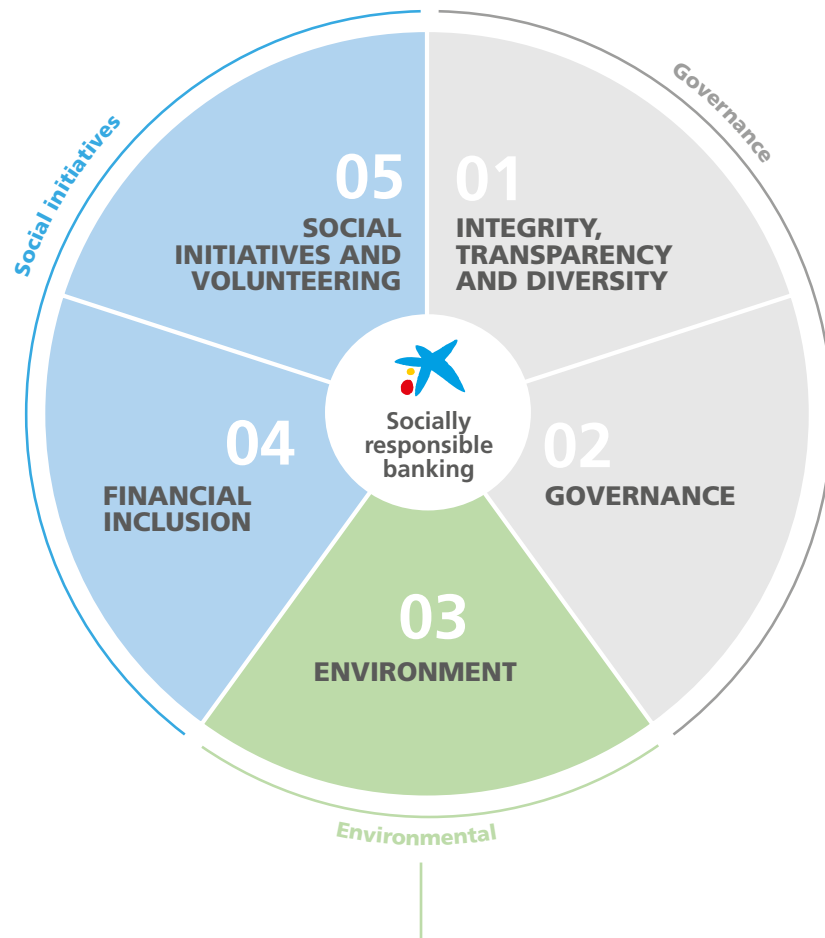 Social initiatives
Governance
05
SOCIAL
INITIATIVES AND
VOLUNTEERING
01
INTEGRITY,
TRANSPARENCY
AND DIVERSITY
Socially
responsible
banking
04
FINANCIAL
INCLUSION
02
GOVERNANCE
03
ENVIRONMENT
Environmental